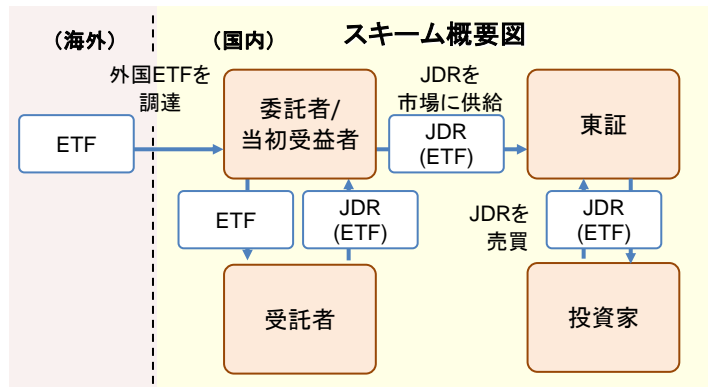 （海外）
（国内）
スキーム概要図
外国ETFを
調達
委託者/
当初受益者
JDRを
市場に供給
東証
ETF
JDR
(ETF)
ETF
JDR
(ETF)
JDRを
売買
JDR
(ETF)
受託者
投資家